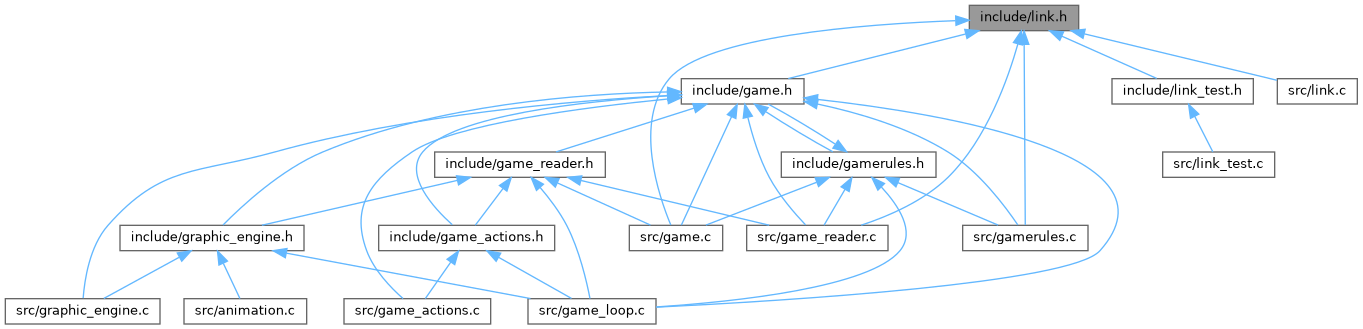 include/link.h
include/game.h
include/link_test.h
src/link.c
include/game_reader.h
include/gamerules.h
src/link_test.c
include/graphic_engine.h
include/game_actions.h
src/game.c
src/game_reader.c
src/gamerules.c
src/graphic_engine.c
src/animation.c
src/game_actions.c
src/game_loop.c